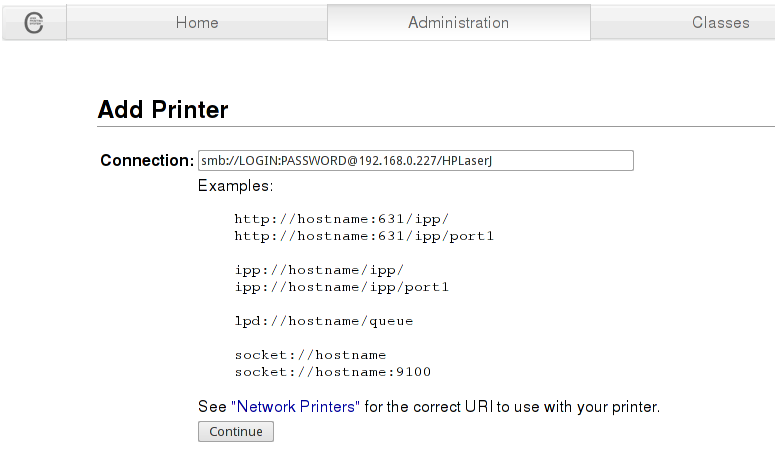 Home Administration Classes
Add Printer
Connection: smb://LOGIN:PASSWORD@192.168.0.227/HPLaserJ
Examples:
http://hostname:631/ipp/
http://hostname:631/ipp/port1
ipp://hostname/ipp/
ipp://hostname/ipp/port1
lpd://hostname/queue
socket://hostname
socket://hostname:9100
See "Network Printers" for the correct URI to use with your printer.
Continue